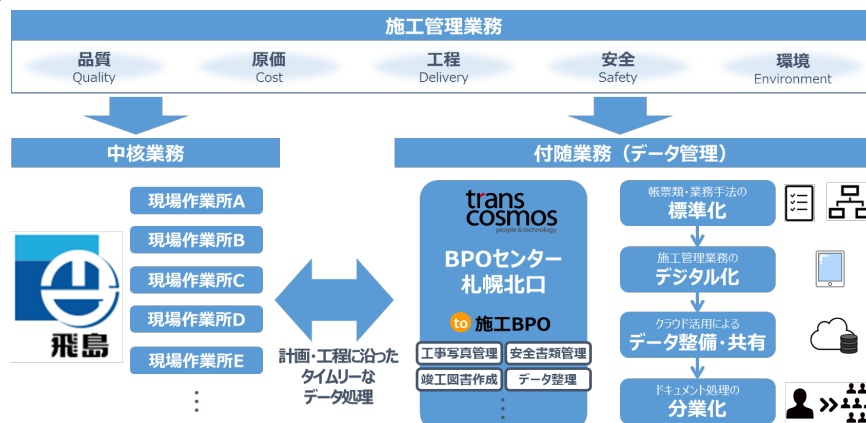 施工管理業務
品質
Quality
原価
Cost
工程
Delivery
安全
Safety
環境
Environment
中核業務
現場作業所A
現場作業所B
現場作業所C
現場作業所D
現場作業所E
⋮
飛島
計画・工程に沿った
タイムリーな
データ処理
付随業務（データ管理）
trans
cosmos
people & technology
BPOセンター
札幌北口
to 施工BPO
工事写真管理 安全書類管理
竣工図書作成 データ整理
⋮
帳票類・業務手法の
標準化
施工管理業務の
デジタル化
クラウド活用による
データ整備・共有
ドキュメント処理の
分業化